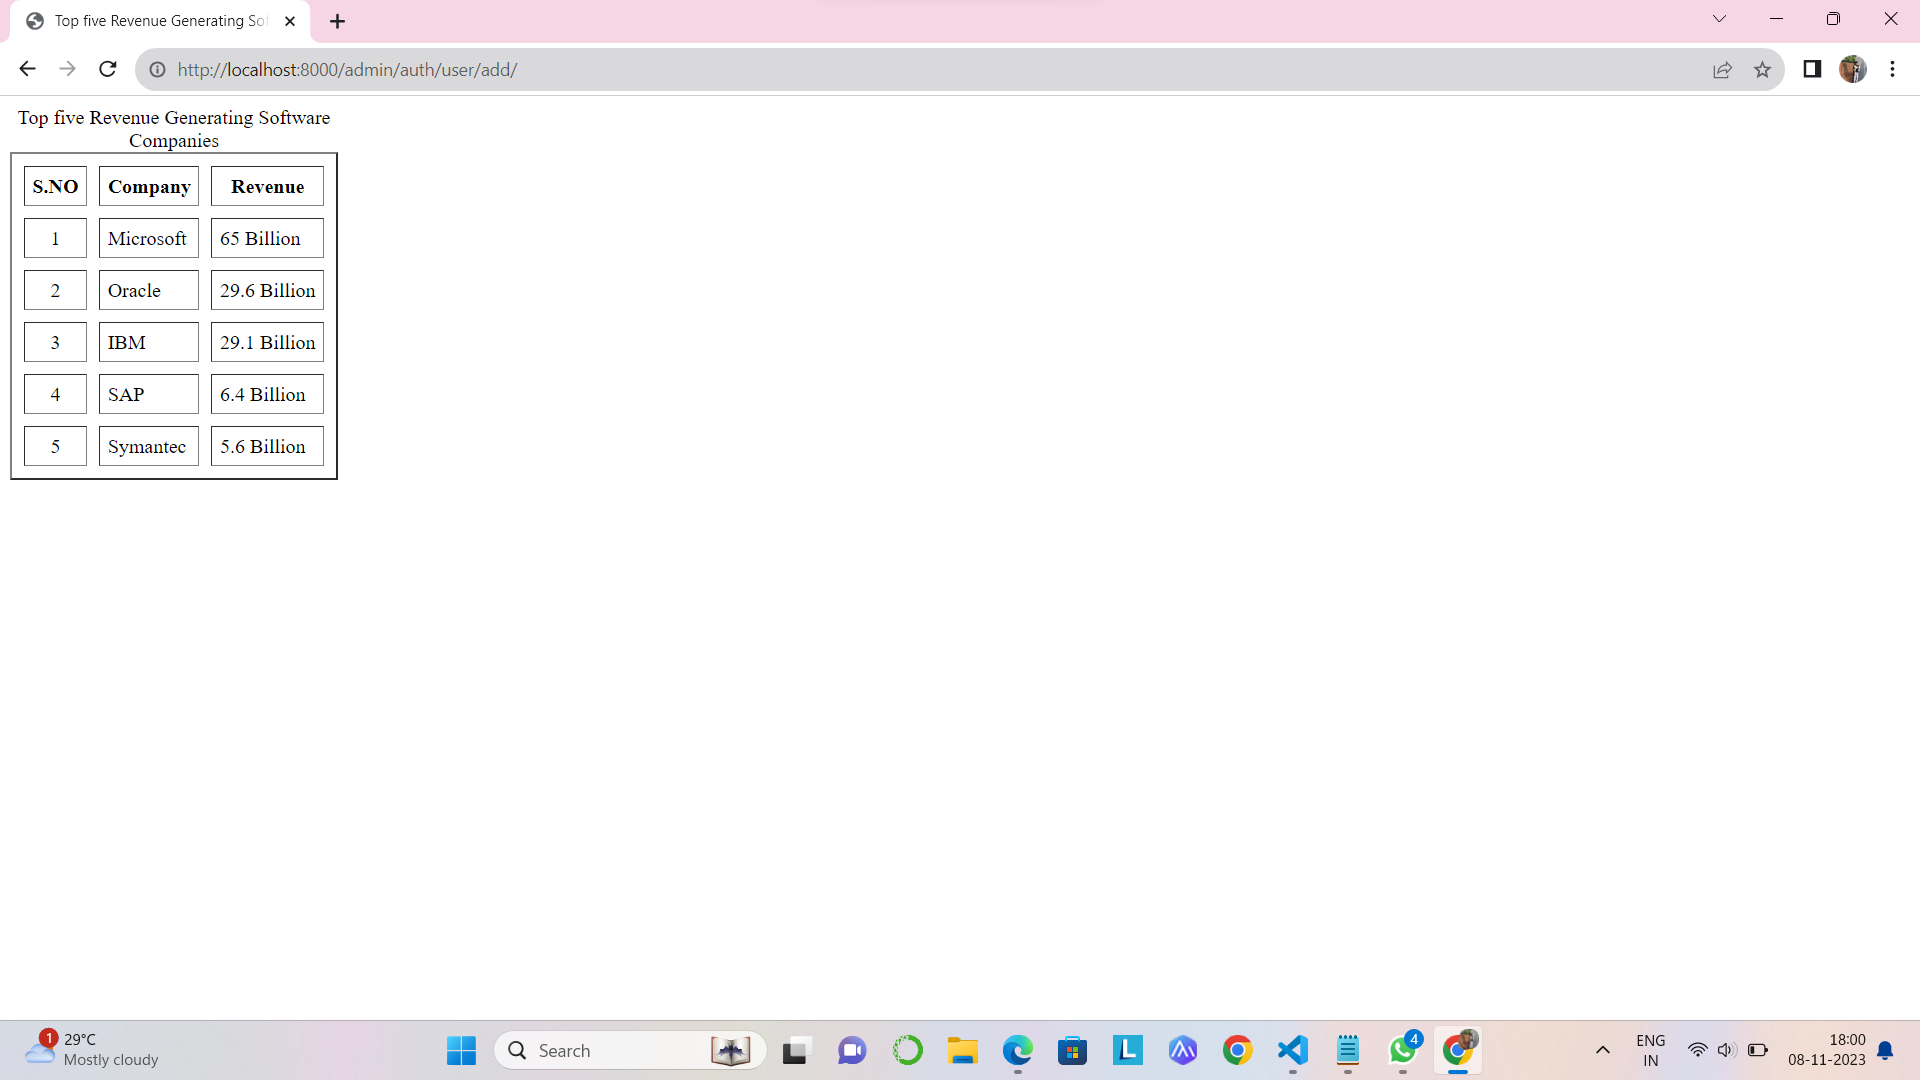 Top five Revenue Generating So
http://localhost:8000/admin/auth/user/add/
Top five Revenue Generating Software
Companies
S.NO Company Revenue
1 Microsoft 65 Billion
2 Oracle 29.6 Billion
3 IBM 29.1 Billion
4 SAP 6.4 Billion
5 Symantec 5.6 Billion
1
29°C
Mostly cloudy
Search
L
4
ENG
IN
18:00
08-11-2023